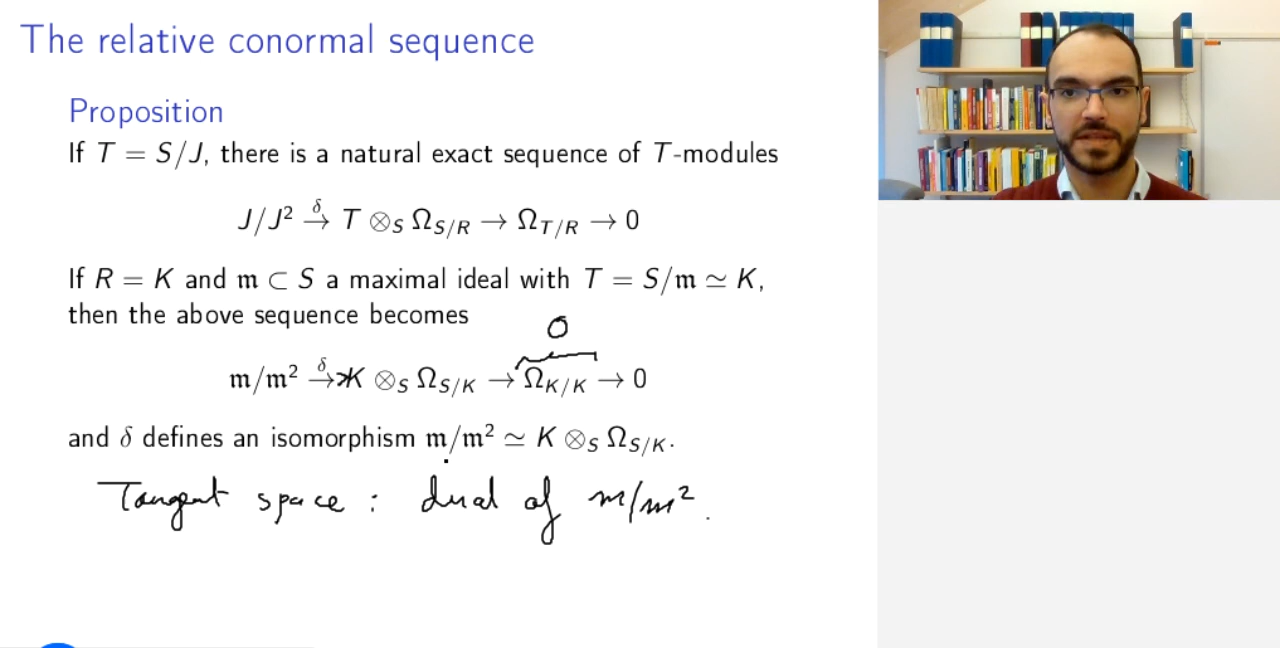 The relative conormal sequence
Proposition
If T = S/J, there is a natural exact sequence of T-modules
J/J² →^δ T ⊗_S Ω_{S/R} → Ω_{T/R} → 0
If R = K and 𝔪 ⊂ S a maximal ideal with T = S/𝔪 ≃ K,
then the above sequence becomes
0
𝔪/𝔪² →^δ K ⊗_S Ω_{S/K} → Ω_{K/K} → 0
and δ defines an isomorphism 𝔪/𝔪² ≃ K ⊗_S Ω_{S/K}.
Tangent space : dual of m/m².